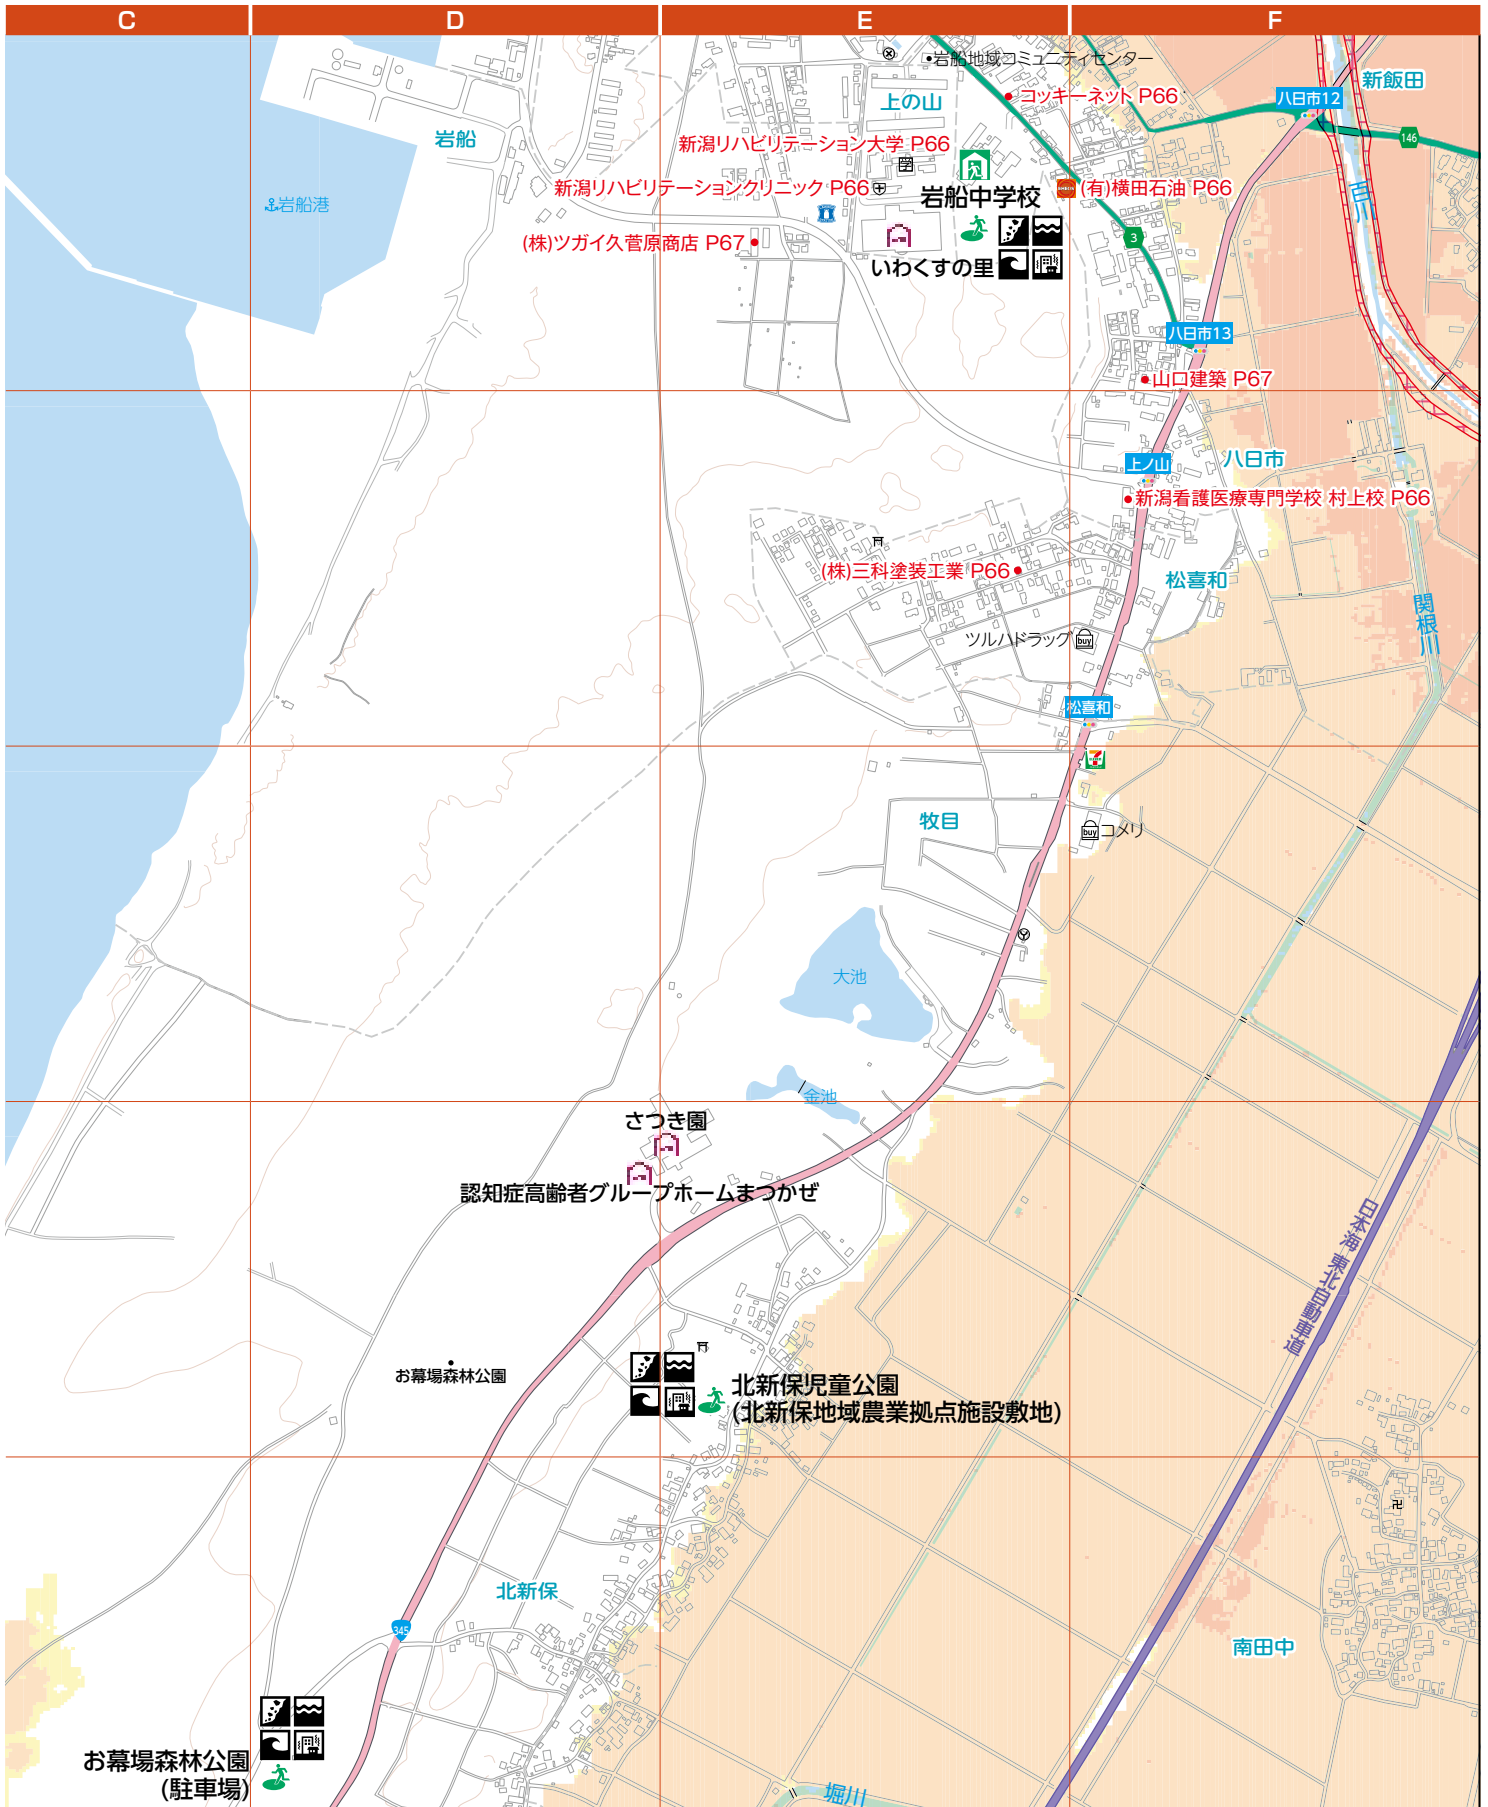 C
D
E
F
岩船地域コミュニティセンター
新飯田
コッキーネット P66
八日市12
上の山
146
岩船
新潟リハビリテーション大学 P66
新潟リハビリテーションクリニック P66
岩船中学校
(有)横田石油 P66
百川
岩船港
(株)ツガイ久菅原商店 P67
3
いわくすの里
八日市13
山口建築 P67
八日市
上ノ山
新潟看護医療専門学校 村上校 P66
(株)三科塗装工業 P66
松喜和
関根川
ツルハドラッグ
buy
松喜和
牧目
buy
コメリ
大池
金池
さつき園
認知症高齢者グループホームまつかぜ
日本海東北自動車道
お幕場森林公園
北新保児童公園
(北新保地域農業拠点施設敷地)
卍
北新保
345
南田中
お幕場森林公園
(駐車場)
堀川